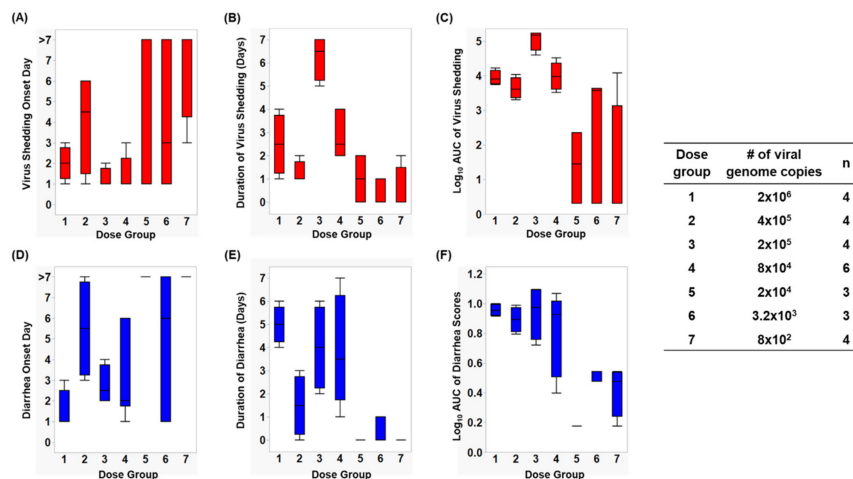 (A)
Virus Shedding Onset Day
>7
7
6
5
4
3
2
1
0
1 2 3 4 5 6 7
Dose Group
(B)
Duration of Virus Shedding (Days)
7
6
5
4
3
2
1
0
1 2 3 4 5 6 7
Dose Group
(C)
Log10 AUC of Virus Shedding
5
4
3
2
1
0
1 2 3 4 5 6 7
Dose Group
(D)
Diarrhea Onset Day
>7
7
6
5
4
3
2
1
0
1 2 3 4 5 6 7
Dose Group
(E)
Duration of Diarrhea (Days)
7
6
5
4
3
2
1
0
1 2 3 4 5 6 7
Dose Group
(F)
Log10 AUC of Diarrhea Scores
1.2
1.0
0.8
0.6
0.4
0.2
0.0
1 2 3 4 5 6 7
Dose Group
Dose # of viral
group genome copies n
1 2x10⁶ 4
2 4x10⁵ 4
3 2x10⁵ 4
4 8x10⁴ 6
5 2x10⁴ 3
6 3.2x10³ 3
7 8x10² 4